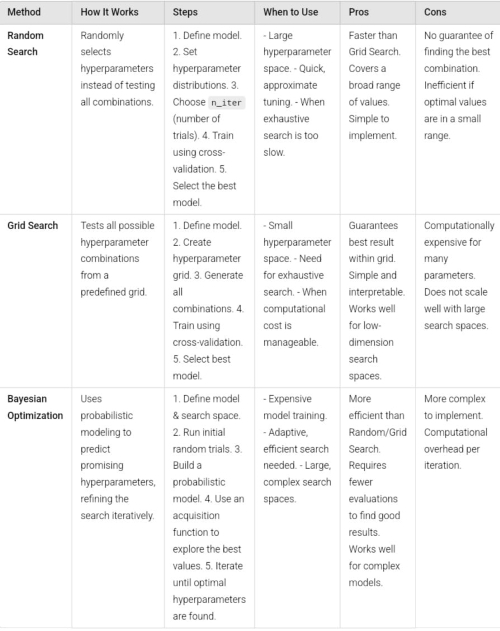 Method How It Works Steps When to Use Pros Cons
Random
Search
Randomly
selects
hyperparameters
instead of testing
all combinations.
1. Define model.
2. Set
hyperparameter
distributions. 3.
Choose n_iter
(number of
trials). 4. Train
using cross-
validation. 5.
Select the best
model.
- Large
hyperparameter
space. - Quick,
approximate
tuning. - When
exhaustive
search is too
slow.
Faster than
Grid Search.
Covers a
broad range
of values.
Simple to
implement.
No guarantee of
finding the best
combination.
Inefficient if
optimal values
are in a small
range.
Grid Search
Tests all possible
hyperparameter
combinations
from a
predefined grid.
1. Define model.
2. Create
hyperparameter
grid. 3. Generate
all
combinations. 4.
Train using
cross-validation.
5. Select best
model.
- Small
hyperparameter
space. - Need
for exhaustive
search. - When
computational
cost is
manageable.
Guarantees
best result
within grid.
Simple and
interpretable.
Works well
for low-
dimension
search
spaces.
Computationally
expensive for
many
parameters.
Does not scale
well with large
search spaces.
Bayesian
Optimization
Uses
probabilistic
modeling to
predict
promising
hyperparameters,
refining the
search iteratively.
1. Define model
& search space.
2. Run initial
random trials. 3.
Build a
probabilistic
model. 4. Use an
acquisition
function to
explore the best
values. 5. Iterate
until optimal
hyperparameters
are found.
- Expensive
model training.
- Adaptive,
efficient search
needed. - Large,
complex search
spaces.
More
efficient than
Random/Grid
Search.
Requires
fewer
evaluations
to find good
results.
Works well
for complex
models.
More complex
to implement.
Computational
overhead per
iteration.